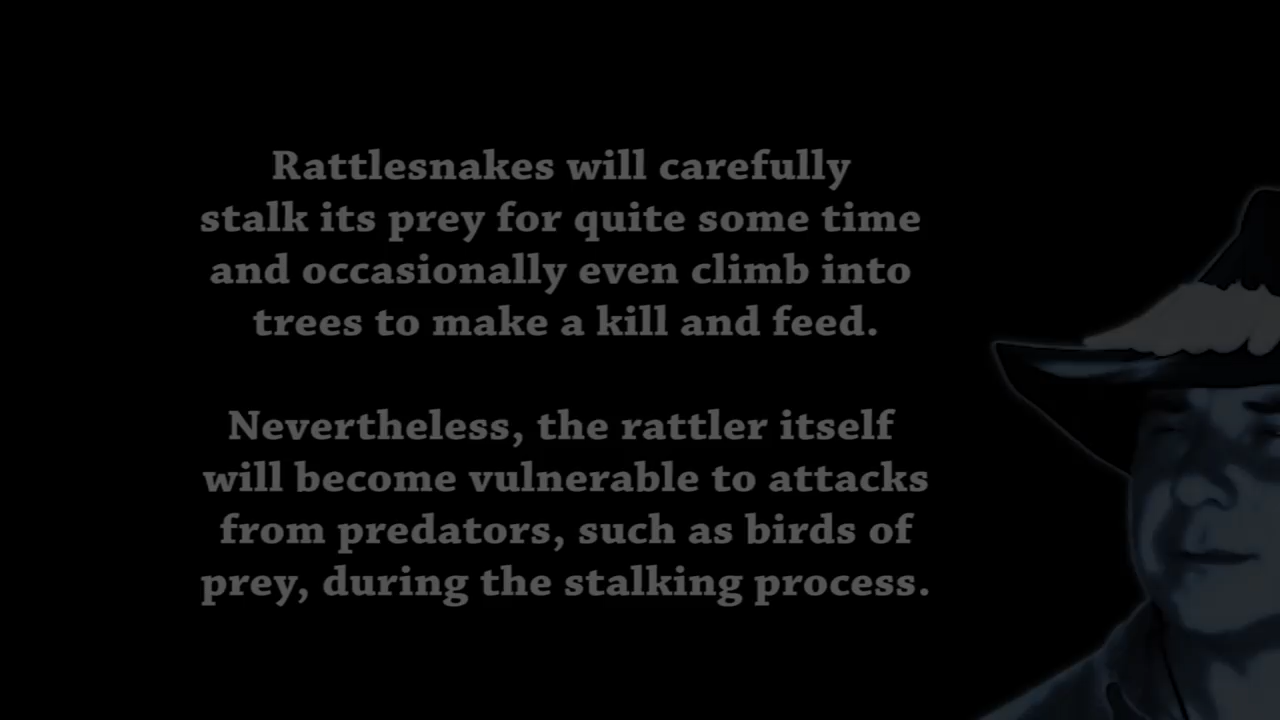 Rattlesnakes will carefully
stalk its prey for quite some time
and occasionally even climb into
trees to make a kill and feed.
Nevertheless, the rattler itself
will become vulnerable to attacks
from predators, such as birds of
prey, during the stalking process.